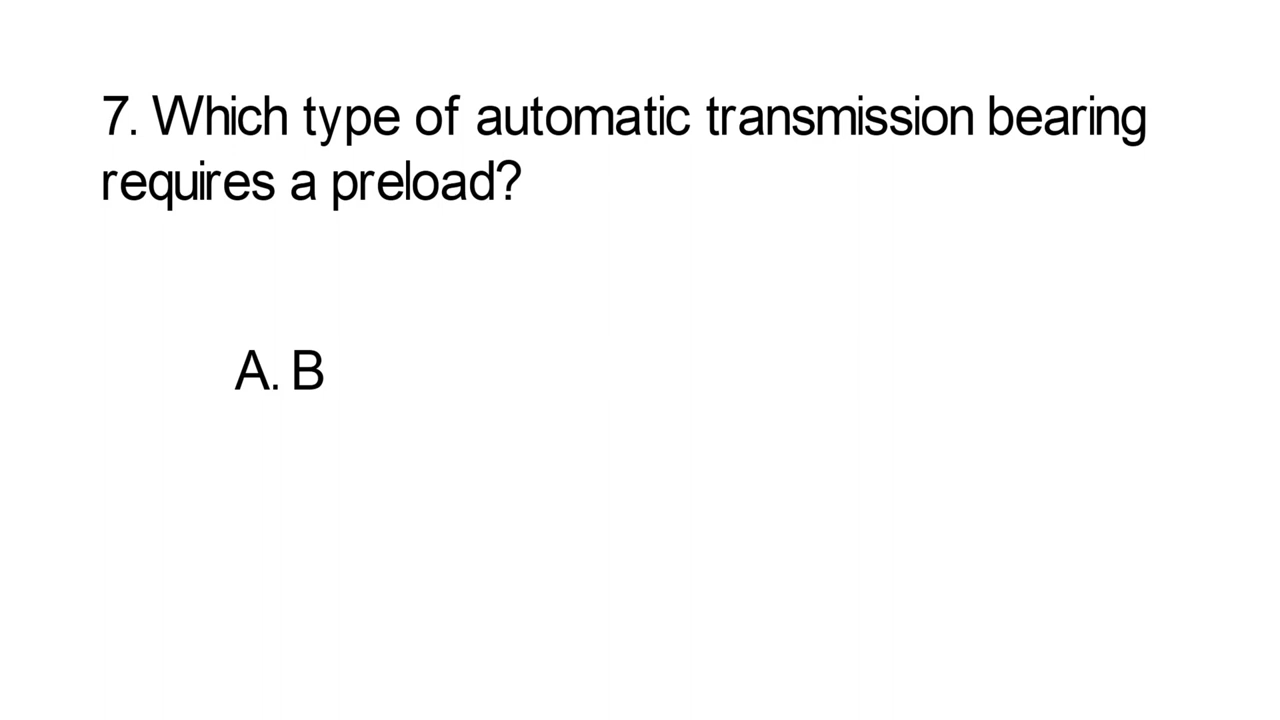 7. Which type of automatic transmission bearing
requires a preload?
A. B